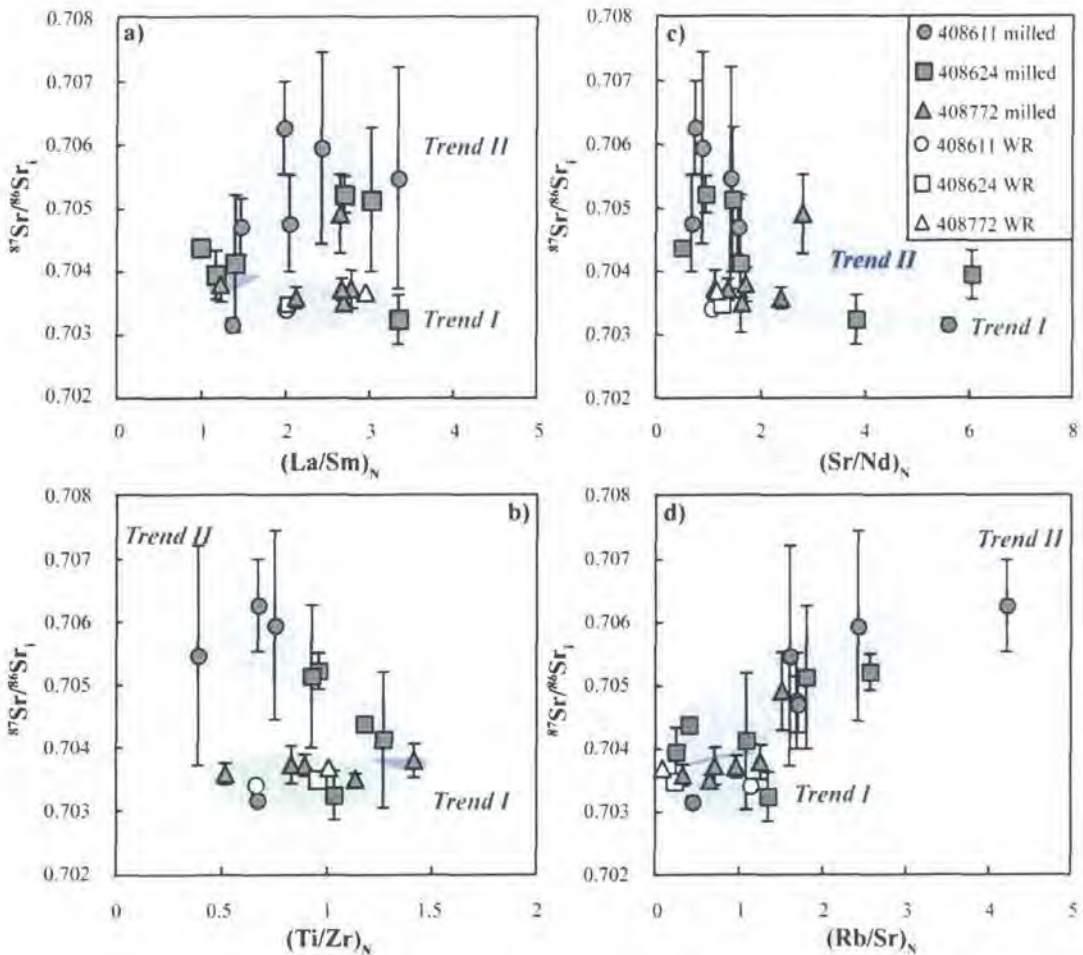 a)
0.708
0.707
0.706
0.705
0.704
0.703
0.702
87Sr/86Sri
Trend II
Trend I
0 1 2 3 4 5
(La/Sm)N
c)
408611 milled
408624 milled
408772 milled
408611 WR
408624 WR
408772 WR
0.708
0.707
0.706
0.705
0.704
0.703
0.702
87Sr/86Sri
Trend II
Trend I
0 2 4 6 8
(Sr/Nd)N
b)
0.708
0.707
0.706
0.705
0.704
0.703
0.702
87Sr/86Sri
Trend II
Trend I
0 0.5 1 1.5 2
(Ti/Zr)N
d)
0.708
0.707
0.706
0.705
0.704
0.703
0.702
87Sr/86Sri
Trend II
Trend I
0 1 2 3 4 5
(Rb/Sr)N